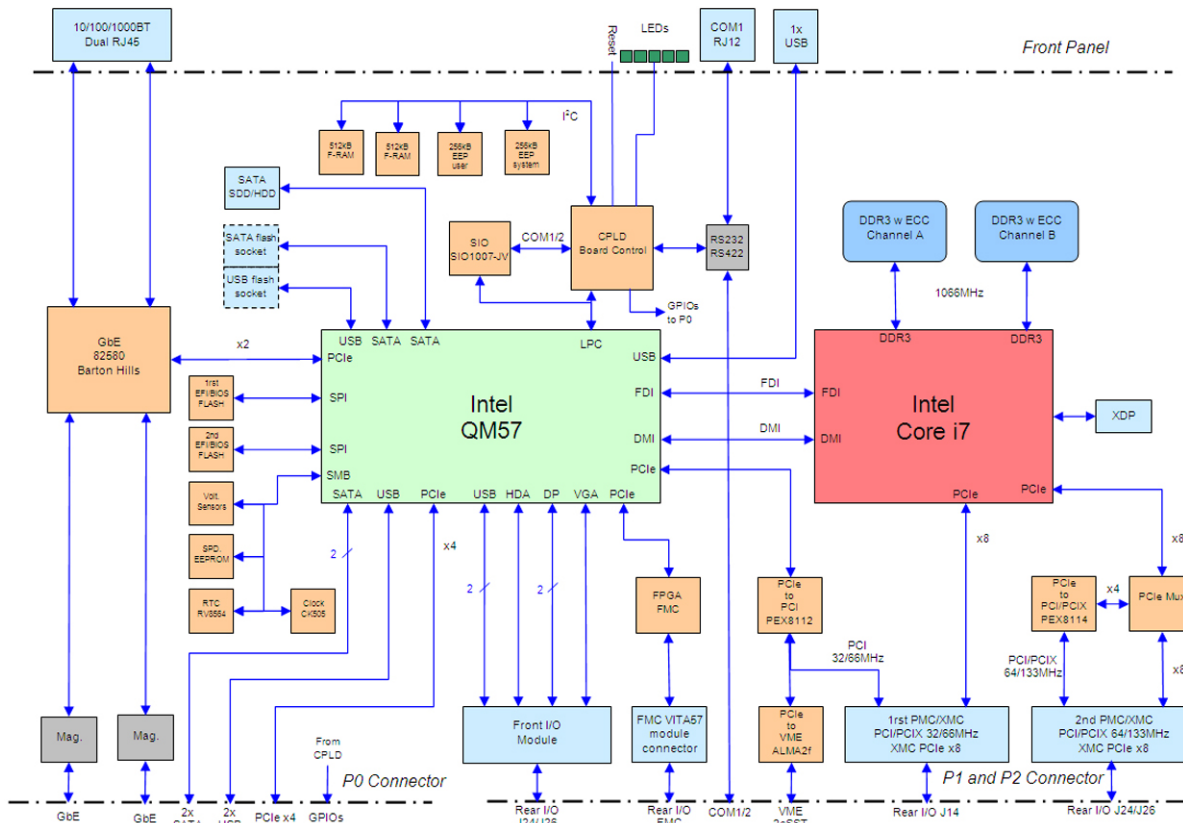 10/100/1000BT
Dual RJ45
Reset
LEDs
COM1
RJ12
1x
USB
Front Panel
I²C
512kB
F-RAM
512kB
F-RAM
256kB
EEP
user
256kB
EEP
system
SATA
SDD/HDD
SATA flash
socket
USB flash
socket
SIO
SIO1007-JV
COM1/2
CPLD
Board Control
RS232
RS422
GPIOs
to P0
DDR3 w ECC
Channel A
DDR3 w ECC
Channel B
1066MHz
GbE
82580
Barton Hills
x2
USB
SATA
SATA
LPC
PCIe
SPI
SPI
SMB
USB
FDI
DMI
PCIe
Intel
QM57
SATA
USB
PCIe
USB
HDA
DP
VGA
PCIe
FDI
DMI
DDR3
DDR3
FDI
DMI
Intel
Core i7
PCIe
PCIe
XDP
1rst
EFI/BIOS
FLASH
2nd
EFI/BIOS
FLASH
Volt.
Sensors
SPD.
EEPROM
RTC
RV8564
Clock
CK505
2
x4
2
2
x8
x8
FPGA
FMC
PCIe
to
PCI
PEX8112
PCIe
to
PCI/PCIX
PEX8114
x4
PCIe Mux
PCI
32/66MHz
PCI/PCIX
64/133MHz
x8
Mag.
Mag.
From
CPLD
Front I/O
Module
FMC VITA57
module
connector
PCIe
to
VME
ALMA2f
1rst PMC/XMC
PCI/PCIX 32/66MHz
XMC PCIe x8
2nd PMC/XMC
PCI/PCIX 64/133MHz
XMC PCIe x8
P0 Connector
P1 and P2 Connector
GbE
GbE
2x
SATA
2x
USB
PCIe x4
GPIOs
Rear I/O
J24/J26
Rear I/O
FMC
COM1/2
VME
2eSST
Rear I/O J14
Rear I/O J24/J26